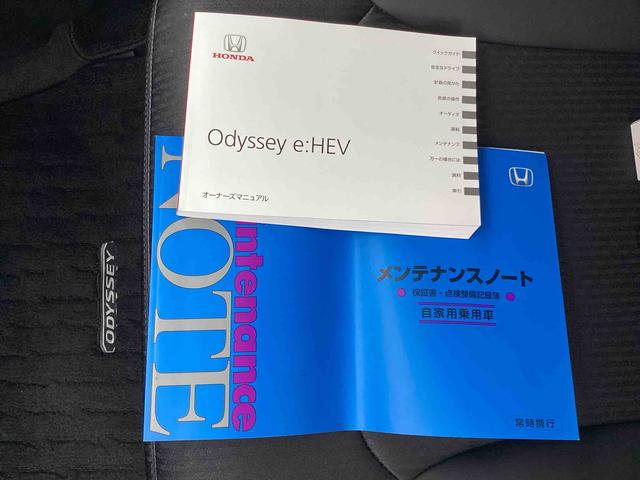 HONDA
Odyssey e:HEV
オーナーズマニュアル
クイックガイド
安全なドライブ
計器の見かた
各部の操作
オーディオ
運転
メンテナンス
万一の場合には
資料
索引
Maintenance
NOTE
メンテナンスノート
保証書・点検整備記録簿
自家用乗用車
常時携行
ODYSSEY